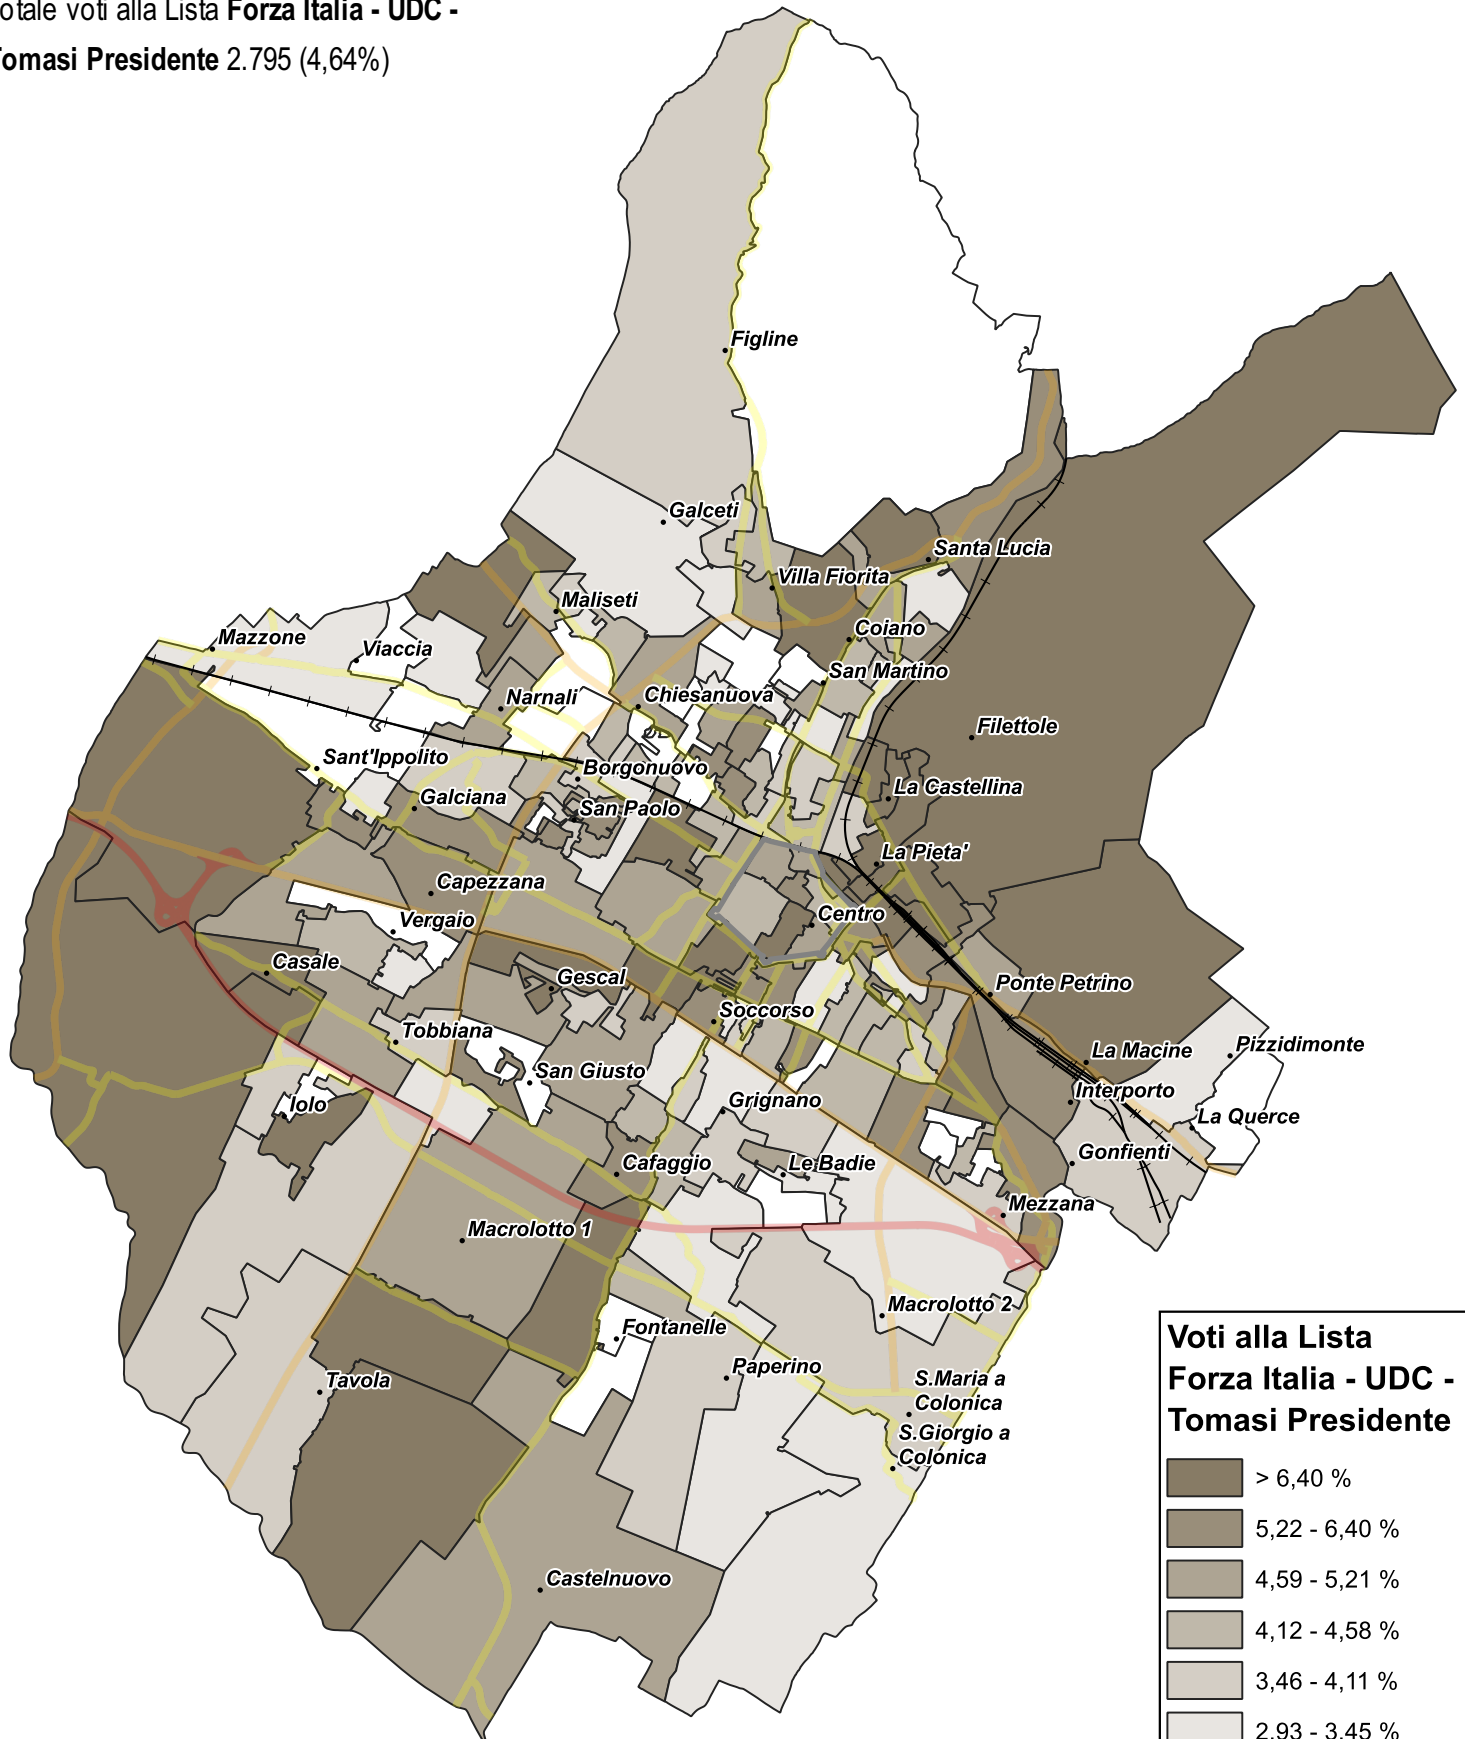 otale voti alla Lista Forza Italia - UDC -
omasi Presidente 2.795 (4,64%)
Figline
Galceti
Santa Lucia
Villa Fiorita
Maliseti
Coiano
Mazzone
Viaccia
San Martino
Narnali
Chiesanuova
Filettole
Sant'Ippolito
Borgonuovo
La Castellina
Galciana
San Paolo
La Pieta'
Capezzana
Vergaio
Centro
Casale
Gescal
Ponte Petrino
Soccorso
Tobbiana
La Macine
Pizzidimonte
San Giusto
Interporto
Iolo
Grignano
La Querce
Gonfienti
Cafaggio
Le Badie
Mezzana
Macrolotto 1
Macrolotto 2
Fontanelle
Paperino
Tavola
S.Maria a
Colonica
S.Giorgio a
Colonica
Castelnuovo
Voti alla Lista
Forza Italia - UDC -
Tomasi Presidente
> 6,40 %
5,22 - 6,40 %
4,59 - 5,21 %
4,12 - 4,58 %
3,46 - 4,11 %
2,93 - 3,45 %